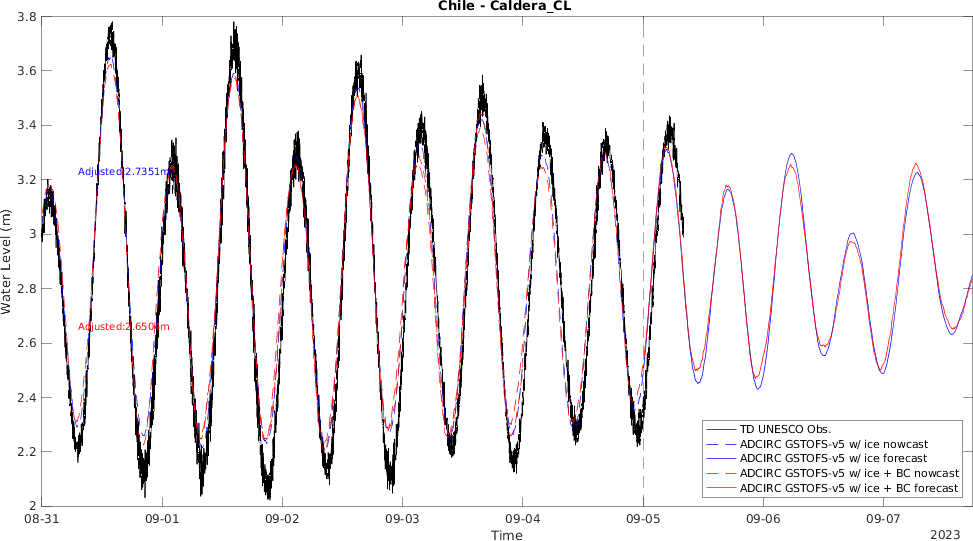 Chile - Caldera_CL
3.8
3.6
3.4
3.2
3
2.8
2.6
2.4
2.2
2
Water Level (m)
Adjusted:2.7351m
Adjusted:2.650
TD UNESCO Obs.
ADCIRC GSTOFS-v5 w/ ice nowcast
ADCIRC GSTOFS-v5 w/ ice forecast
ADCIRC GSTOFS-v5 w/ ice + BC nowcast
ADCIRC GSTOFS-v5 w/ ice + BC forecast
08-31 09-01 09-02 09-03 09-04 09-05 09-06 09-07
Time
2023